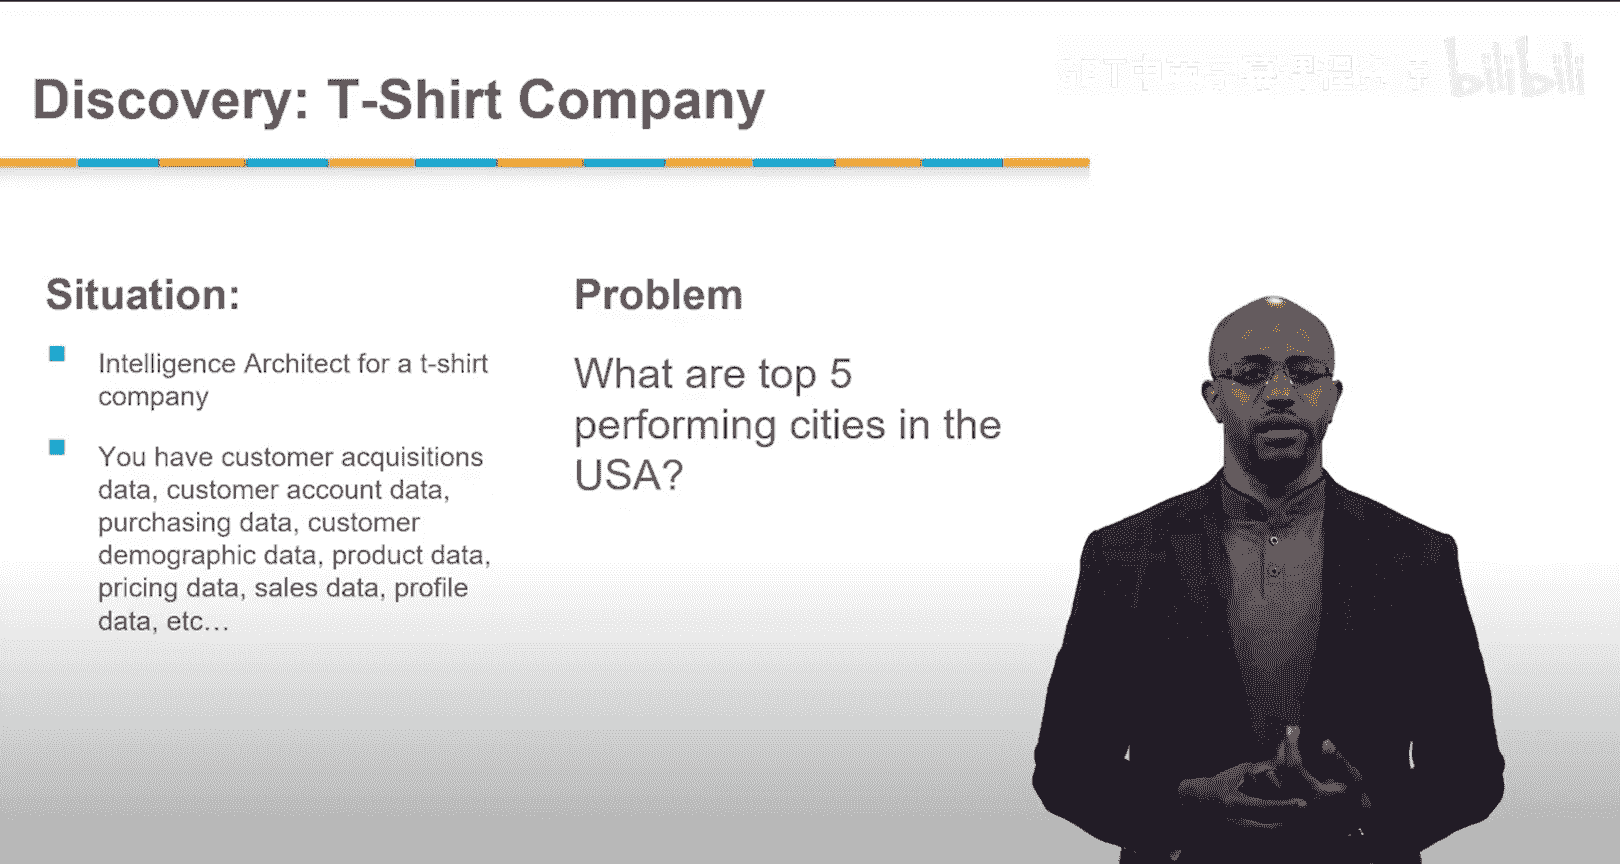 Discovery: T-Shirt Company
bilibili
Situation:
Intelligence Architect for a t-shirt
company
You have customer acquisitions
data, customer account data,
purchasing data, customer
demographic data, product data,
pricing data, sales data, profile
data, etc…
Problem
What are top 5
performing cities in the
USA?